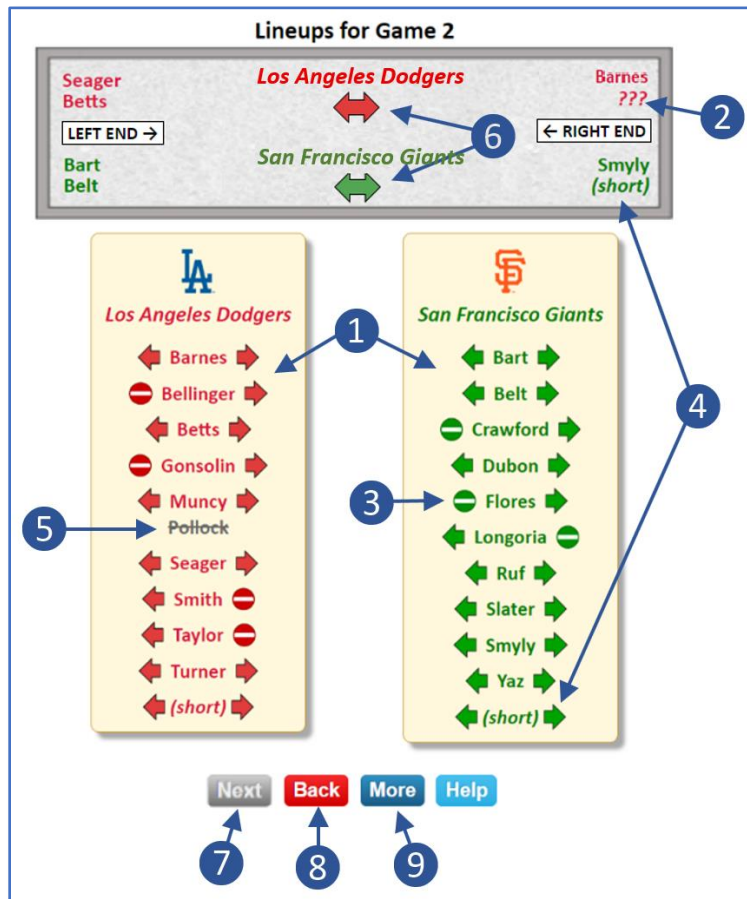 Lineups for Game 2
Seager
Betts
Los Angeles Dodgers
Barnes
???
2
LEFT END →
6
← RIGHT END
Bart
Belt
San Francisco Giants
Smyly
(short)
LA
Los Angeles Dodgers
SF
San Francisco Giants
1
4
Barnes
Bellinger
Betts
Gonsolin
Muncy
5
Pollock
Seager
Smith
Taylor
Turner
(short)
Bart
Belt
Crawford
Dubon
3
Flores
Longoria
Ruf
Slater
Smyly
Yaz
(short)
Next
Back
More
Help
7
8
9